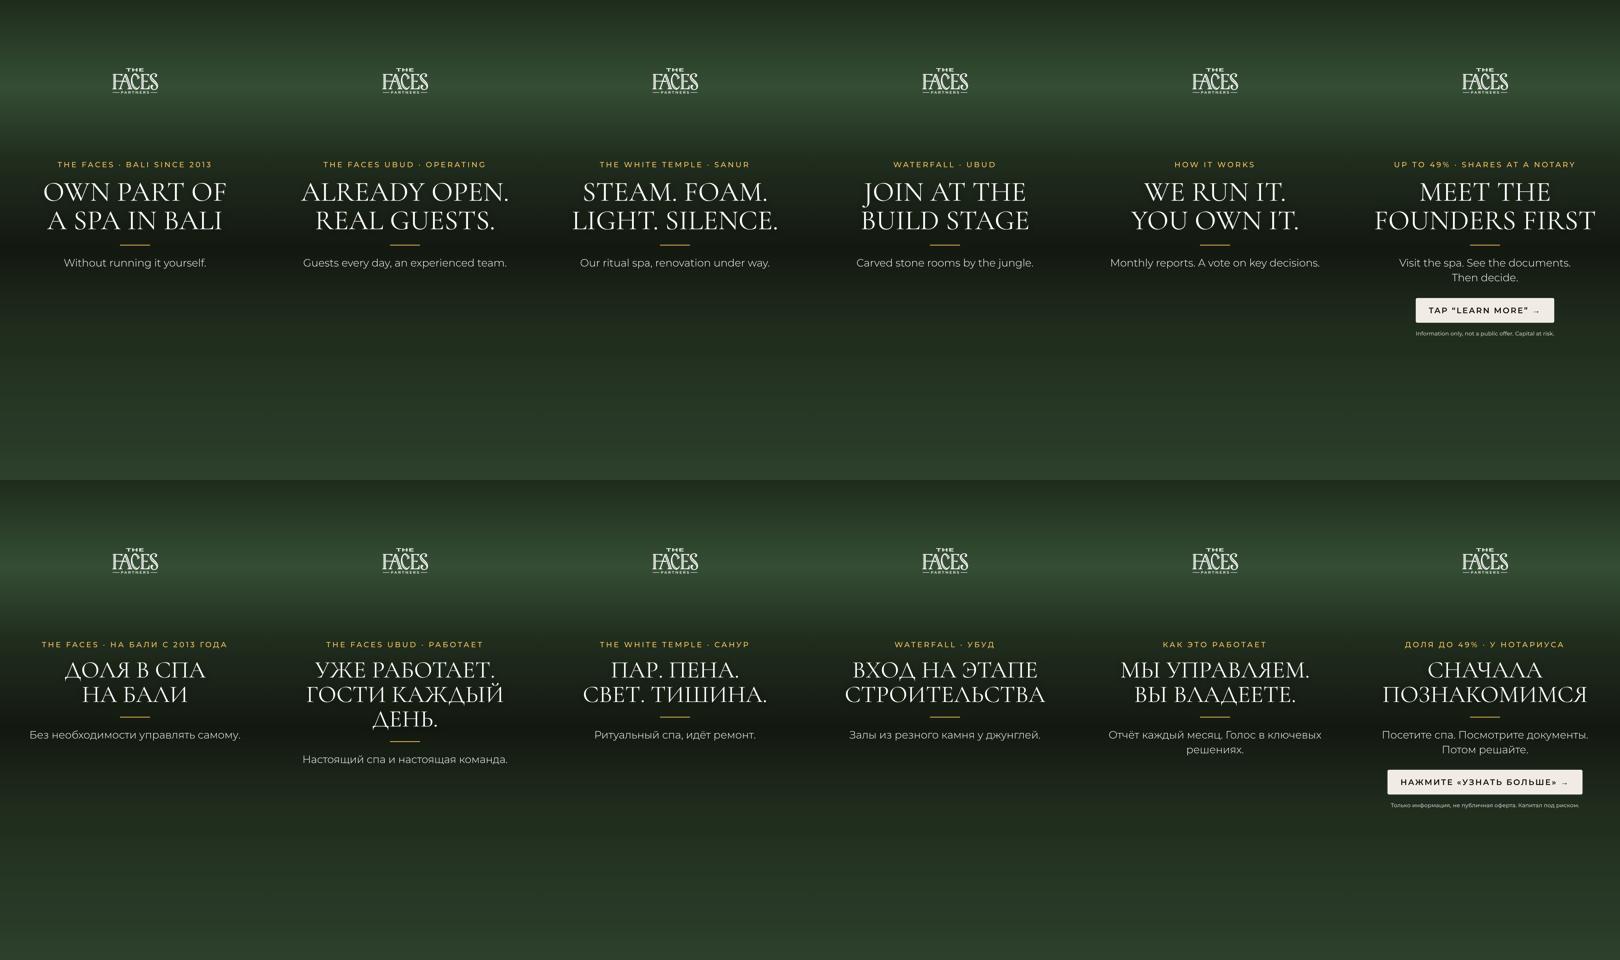 THE
FACES
PARTNERS
THE FACES · BALI SINCE 2013
OWN PART OF
A SPA IN BALI
Without running it yourself.
THE
FACES
PARTNERS
THE FACES UBUD · OPERATING
ALREADY OPEN.
REAL GUESTS.
Guests every day, an experienced team.
THE
FACES
PARTNERS
THE WHITE TEMPLE · SANUR
STEAM. FOAM.
LIGHT. SILENCE.
Our ritual spa, renovation under way.
THE
FACES
PARTNERS
WATERFALL · UBUD
JOIN AT THE
BUILD STAGE
Carved stone rooms by the jungle.
THE
FACES
PARTNERS
HOW IT WORKS
WE RUN IT.
YOU OWN IT.
Monthly reports. A vote on key decisions.
THE
FACES
PARTNERS
UP TO 49% · SHARES AT A NOTARY
MEET THE
FOUNDERS FIRST
Visit the spa. See the documents.
Then decide.
TAP “LEARN MORE” →
Information only, not a public offer. Capital at risk.
THE
FACES
PARTNERS
THE FACES · НА БАЛИ С 2013 ГОДА
ДОЛЯ В СПА
НА БАЛИ
Без необходимости управлять самому.
THE
FACES
PARTNERS
THE FACES UBUD · РАБОТАЕТ
УЖЕ РАБОТАЕТ.
ГОСТИ КАЖДЫЙ
ДЕНЬ.
Настоящий спа и настоящая команда.
THE
FACES
PARTNERS
THE WHITE TEMPLE · САНУР
ПАР. ПЕНА.
СВЕТ. ТИШИНА.
Ритуальный спа, идёт ремонт.
THE
FACES
PARTNERS
WATERFALL · УБУД
ВХОД НА ЭТАПЕ
СТРОИТЕЛЬСТВА
Залы из резного камня у джунглей.
THE
FACES
PARTNERS
КАК ЭТО РАБОТАЕТ
МЫ УПРАВЛЯЕМ.
ВЫ ВЛАДЕЕТЕ.
Отчёт каждый месяц. Голос в ключевых
решениях.
THE
FACES
PARTNERS
ДОЛЯ ДО 49% · У НОТАРИУСА
СНАЧАЛА
ПОЗНАКОМИМСЯ
Посетите спа. Посмотрите документы.
Потом решайте.
НАЖМИТЕ «УЗНАТЬ БОЛЬШЕ» →
Только информация, не публичная оферта. Капитал под риском.